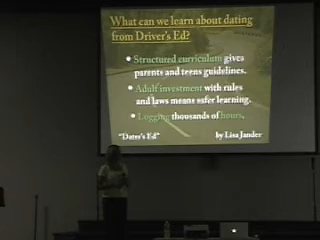 What can we learn about dating
from Driver's Ed?
• Structured curriculum gives
parents and teens guidelines.
• Adult investment with rules
and laws means safer learning.
• Logging thousands of hours.
"Dater's Ed" by Lisa Jander